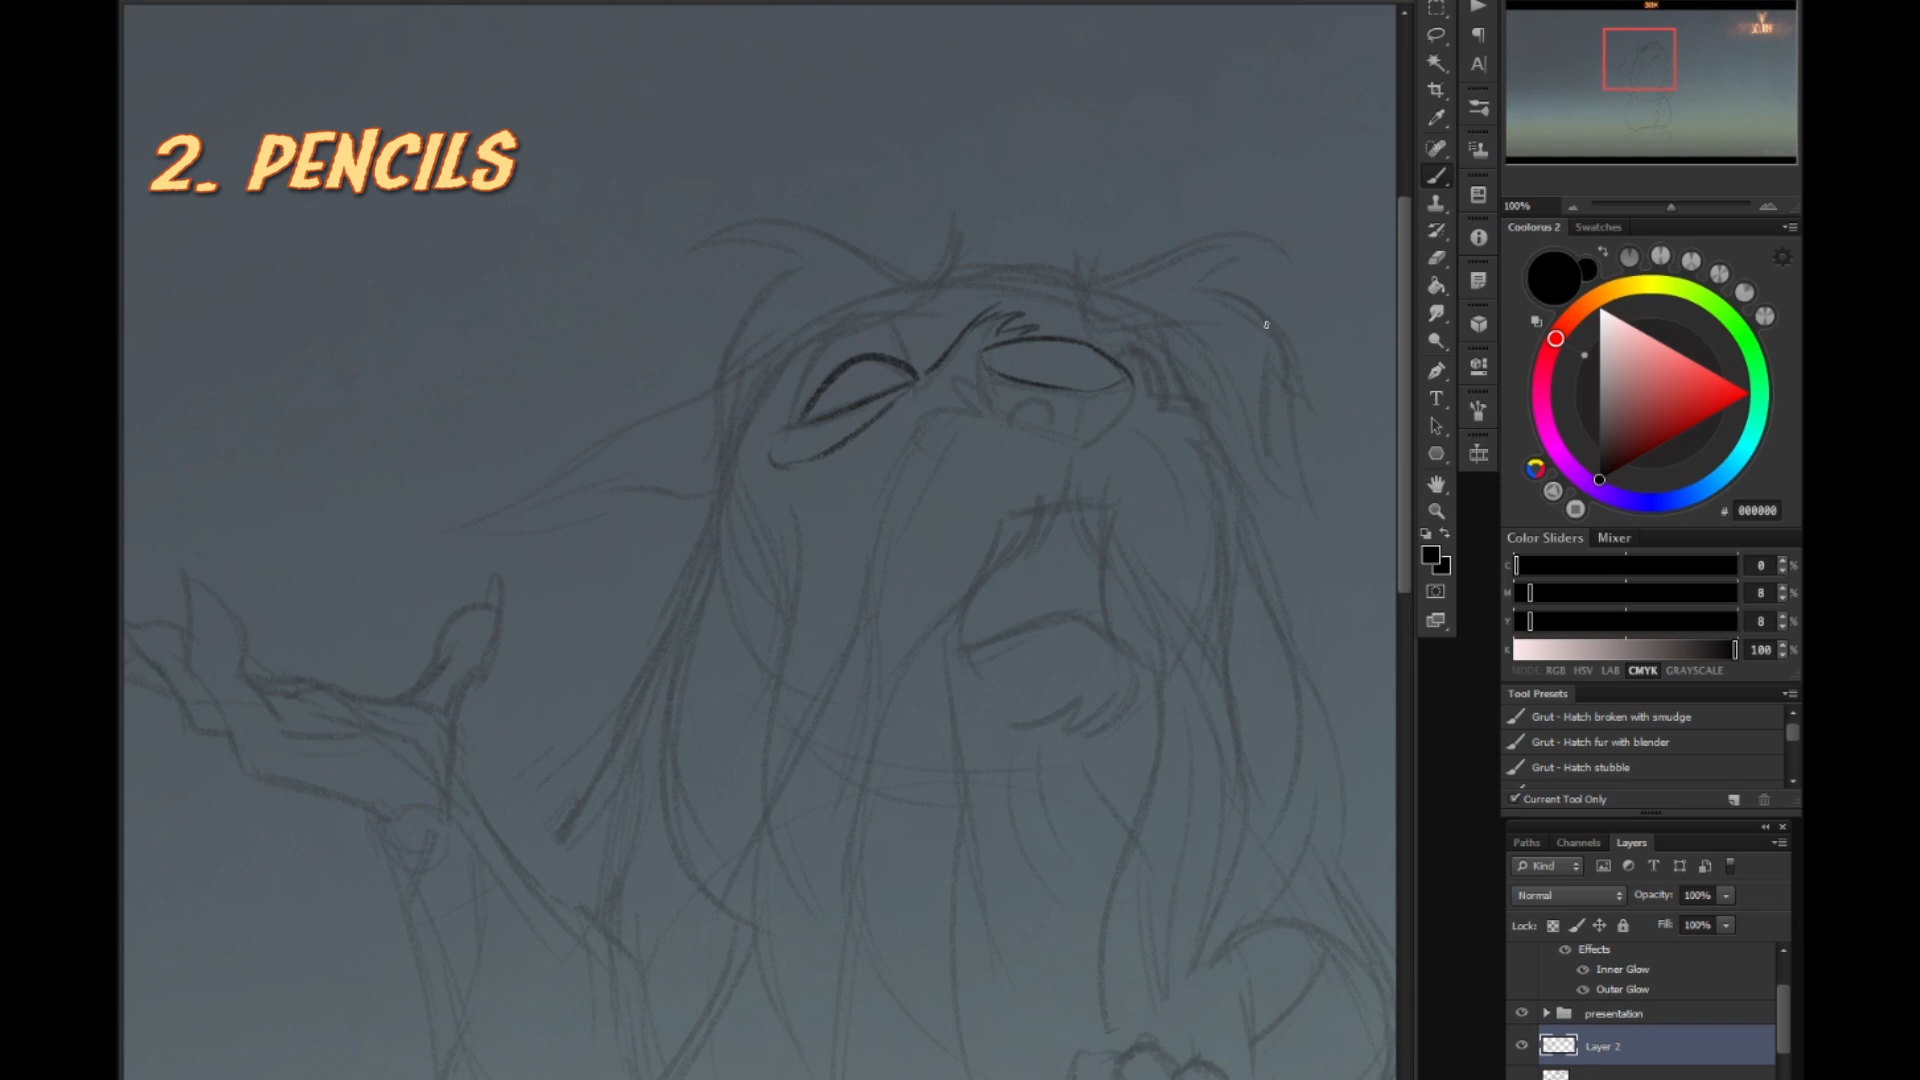 2. PENCILS
100%
Coolorus 2 Swatches
# 000000
Color Sliders Mixer
C 0 %
M 8 %
Y 8 %
K 100 %
MODE RGB HSV LAB CMYK GRAYSCALE
Tool Presets
Grut - Hatch broken with smudge
Grut - Hatch fur with blender
Grut - Hatch stubble
Current Tool Only
Paths Channels Layers
Kind
Normal Opacity: 100%
Lock: Fill: 100%
Effects
Inner Glow
Outer Glow
presentation
Layer 2